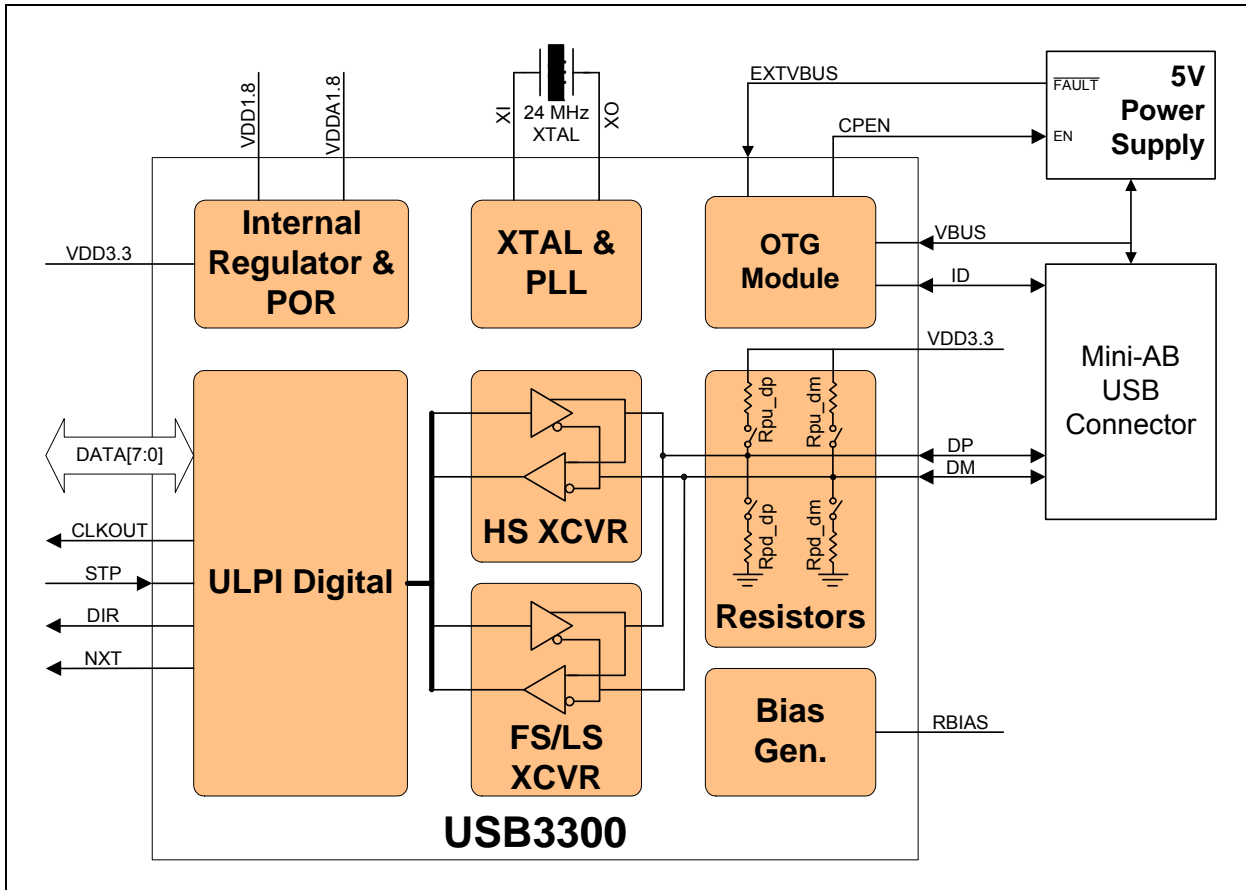 EXTVBUS
FAULT
5V
Power
Supply
CPEN
EN
VDD1.8
VDDA1.8
XI
24 MHz
XTAL
XO
Internal
Regulator &
POR
XTAL &
PLL
OTG
Module
VBUS
ID
VDD3.3
VDD3.3
Mini-AB
USB
Connector
Rpu_dp
Rpu_dm
DP
DM
DATA[7:0]
HS XCVR
Rpd_dp
Rpd_dm
CLKOUT
STP
DIR
NXT
ULPI Digital
Resistors
FS/LS
XCVR
Bias
Gen.
RBIAS
USB3300